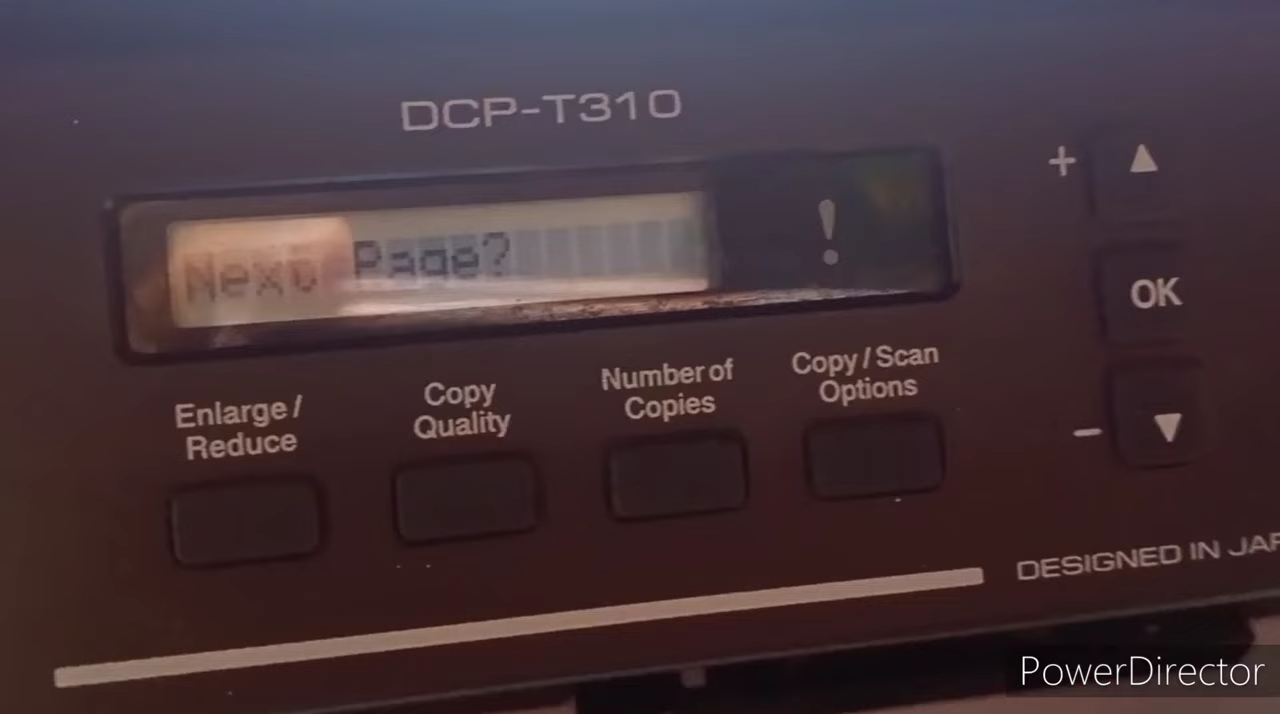 DCP-T310
Next Page?
!
+
OK
Enlarge/
Reduce
Copy
Quality
Number of
Copies
Copy/Scan
Options
−
DESIGNED IN JAP
PowerDirector